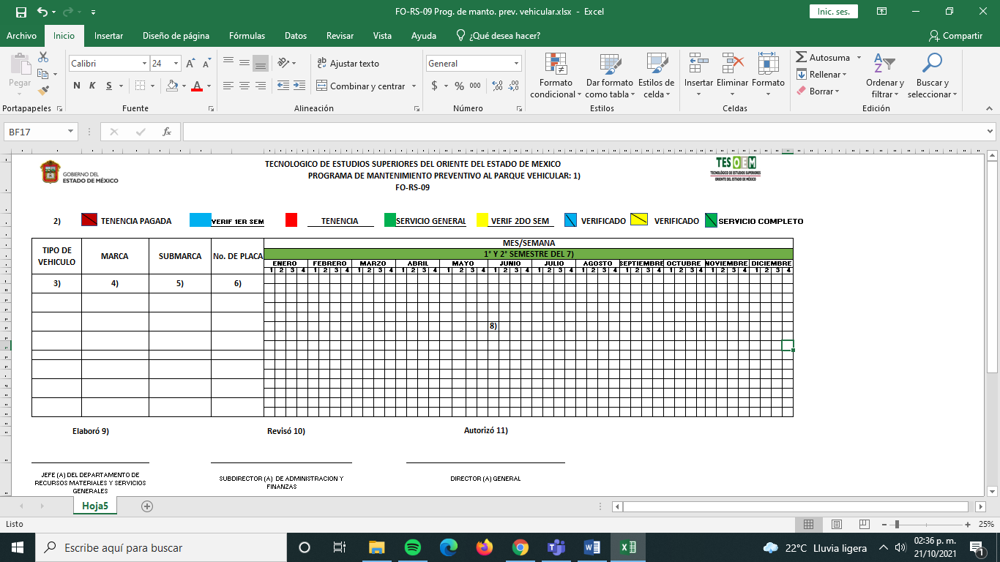 FO-RS-09 Prog. de manto. prev. vehicular.xlsx - Excel
Inic. ses.
Archivo Inicio Insertar Diseño de página Fórmulas Datos Revisar Vista Ayuda ¿Qué desea hacer? Compartir
Pegar
Calibri 24
N K S
Ajustar texto
Combinar y centrar
General
$ % 000
Formato condicional
Dar formato como tabla
Estilos de celda
Insertar Eliminar Formato
Autosuma
Rellenar
Borrar
Ordenar y filtrar
Buscar y seleccionar
Portapapeles Fuente Alineación Número Estilos Celdas Edición
BF17
GOBIERNO DEL
ESTADO DE MÉXICO
TECNOLOGICO DE ESTUDIOS SUPERIORES DEL ORIENTE DEL ESTADO DE MEXICO
PROGRAMA DE MANTENIMIENTO PREVENTIVO AL PARQUE VEHICULAR: 1)
FO-RS-09
TESOEM
TECNOLÓGICO DE ESTUDIOS SUPERIORES
ORIENTE DEL ESTADO DE MÉXICO
2) TENENCIA PAGADA VERIF 1ER SEM TENENCIA SERVICIO GENERAL VERIF 2DO SEM VERIFICADO VERIFICADO SERVICIO COMPLETO
TIPO DE VEHICULO MARCA SUBMARCA No. DE PLACA
MES/SEMANA
1° Y 2° SEMESTRE DEL 7)
ENERO FEBRERO MARZO ABRIL MAYO JUNIO JULIO AGOSTO SEPTIEMBRE OCTUBRE NOVIEMBRE DICIEMBRE
1 2 3 4 1 2 3 4 1 2 3 4 1 2 3 4 1 2 3 4 1 2 3 4 1 2 3 4 1 2 3 4 1 2 3 4 1 2 3 4 1 2 3 4 1 2 3 4
3) 4) 5) 6)
8)
Elaboró 9) Revisó 10) Autorizó 11)
JEFE (A) DEL DEPARTAMENTO DE
RECURSOS MATERIALES Y SERVICIOS
GENERALES
SUBDIRECTOR (A) DE ADMINISTRACION Y
FINANZAS
DIRECTOR (A) GENERAL
Hoja5
Listo
25%
Escribe aquí para buscar
22°C Lluvia ligera
02:36 p. m.
21/10/2021
1